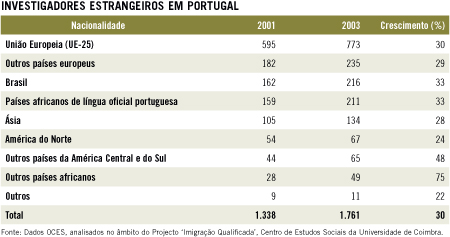 INVESTIGADORES ESTRANGEIROS EM PORTUGAL
Nacionalidade 2001 2003 Crescimento (%)
União Europeia (UE-25) 595 773 30
Outros países europeus 182 235 29
Brasil 162 216 33
Países africanos de língua oficial portuguesa 159 211 33
Ásia 105 134 28
América do Norte 54 67 24
Outros países da América Central e do Sul 44 65 48
Outros países africanos 28 49 75
Outros 9 11 22
Total 1.338 1.761 30
Fonte: Dados OCES, analisados no âmbito do Projecto ‘Imigração Qualificada’, Centro de Estudos Sociais da Universidade de Coimbra.